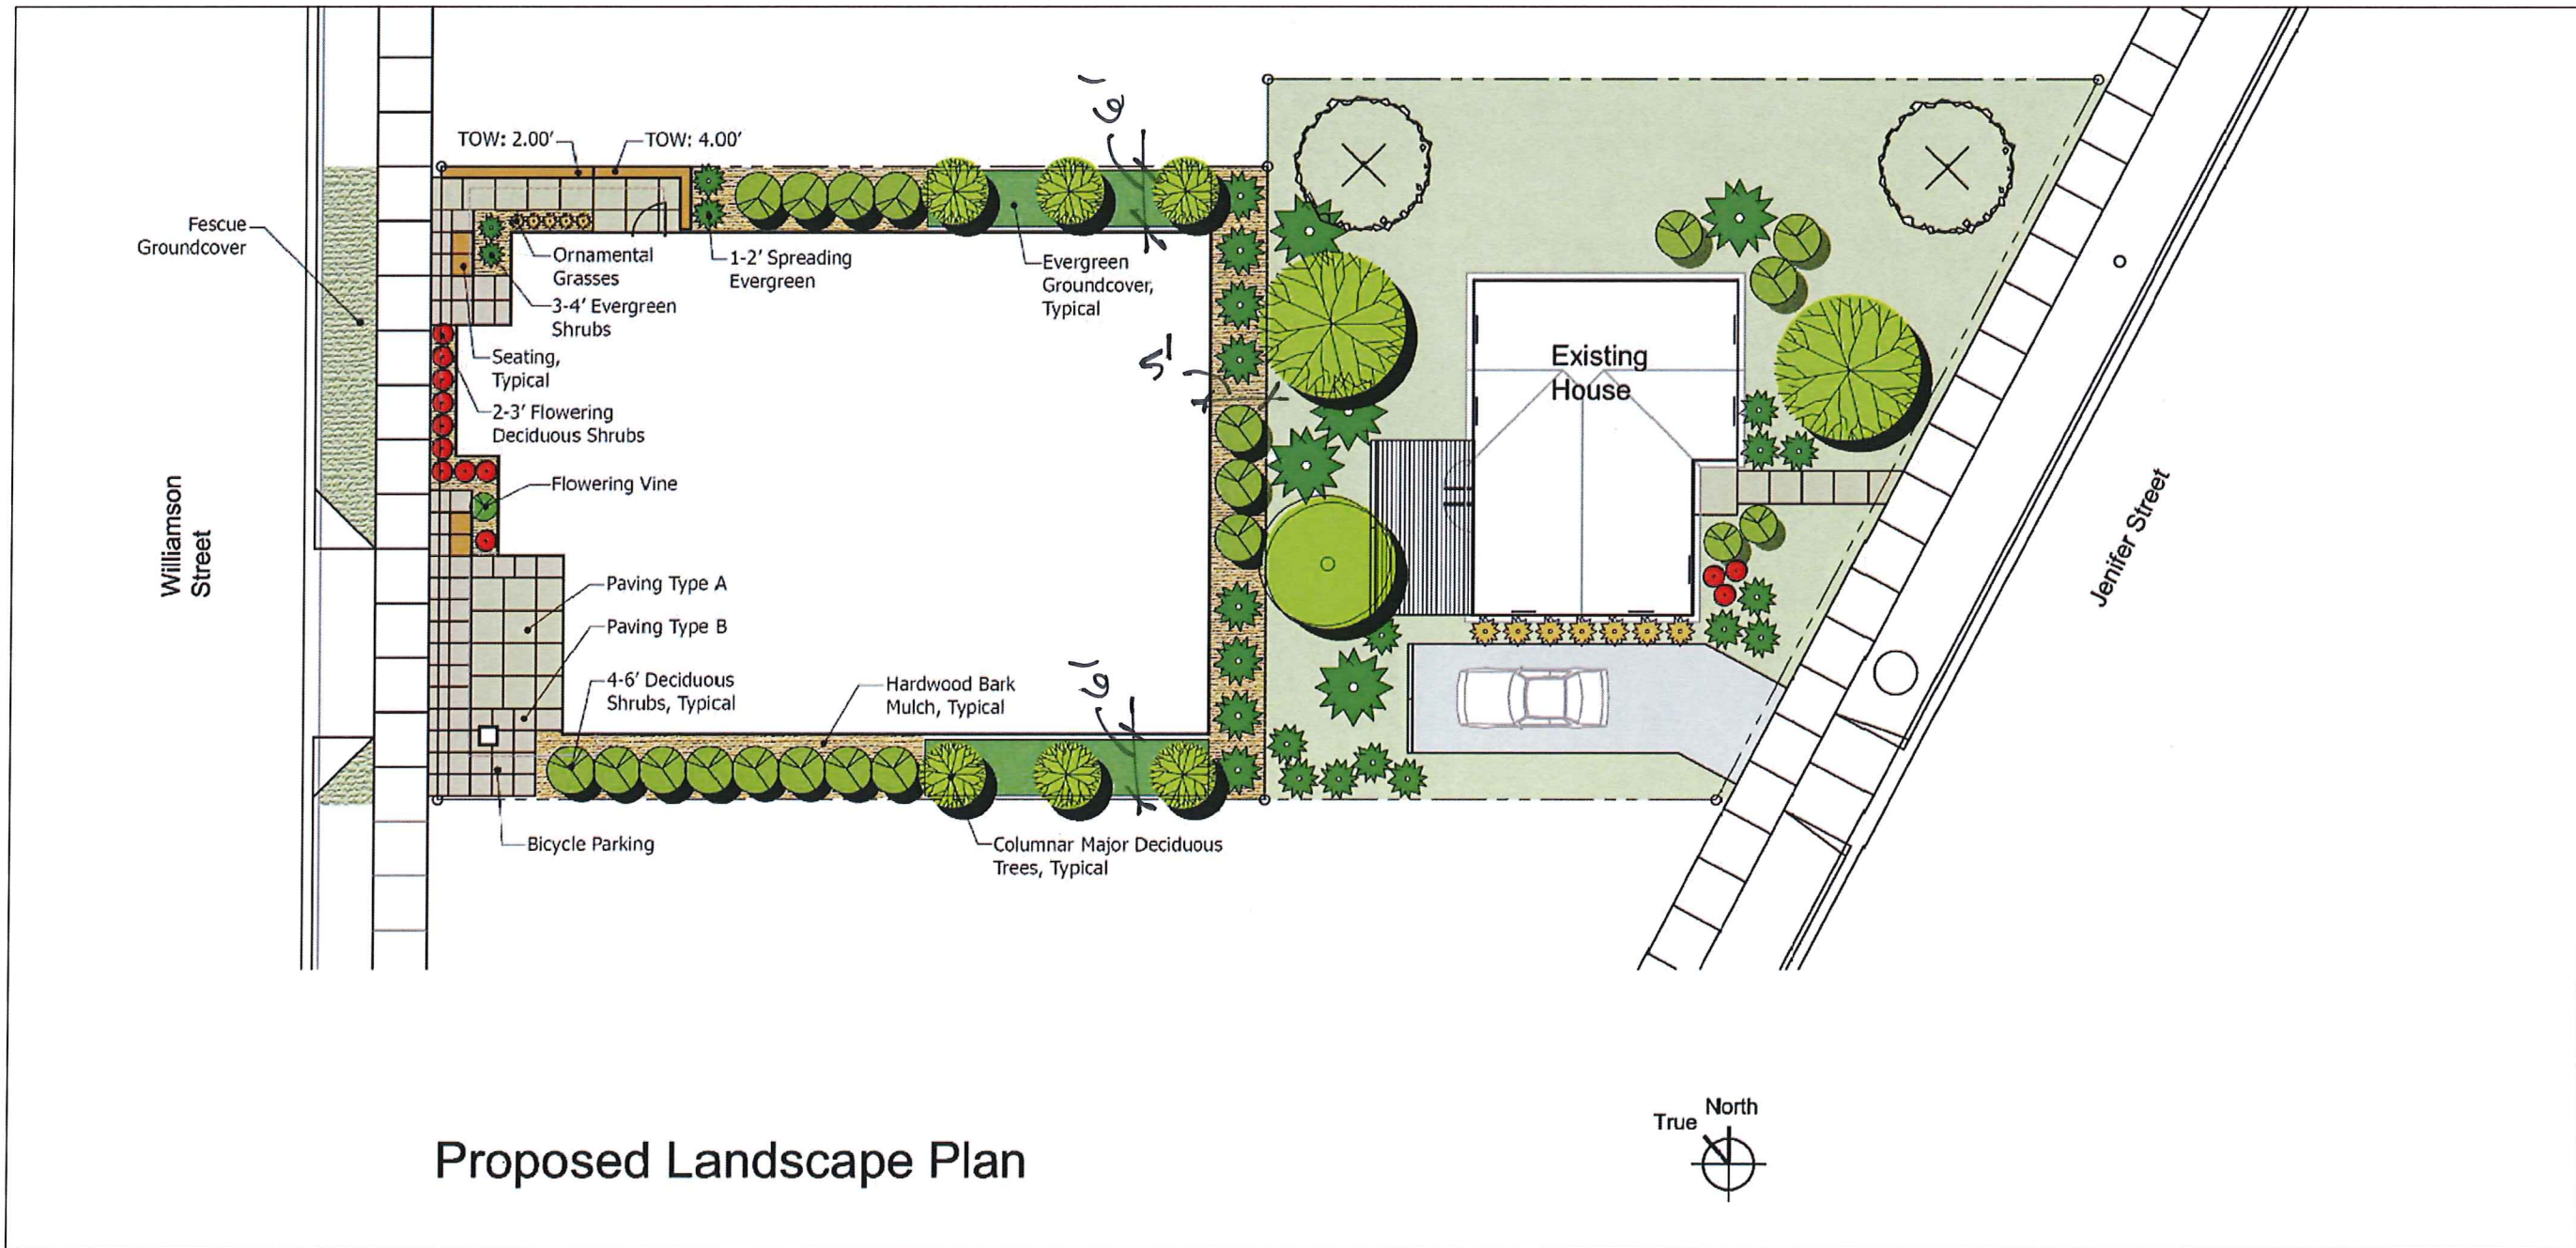 6'
TOW: 2.00'
TOW: 4.00'
Fescue
Groundcover
Ornamental
Grasses
1-2' Spreading
Evergreen
Evergreen
Groundcover,
Typical
3-4' Evergreen
Shrubs
Seating,
Typical
5'
Existing
House
2-3' Flowering
Deciduous Shrubs
Flowering Vine
Williamson
Street
Jenifer Street
Paving Type A
Paving Type B
4-6' Deciduous
Shrubs, Typical
Hardwood Bark
Mulch, Typical
6'
Bicycle Parking
Columnar Major Deciduous
Trees, Typical
Proposed Landscape Plan
North
True